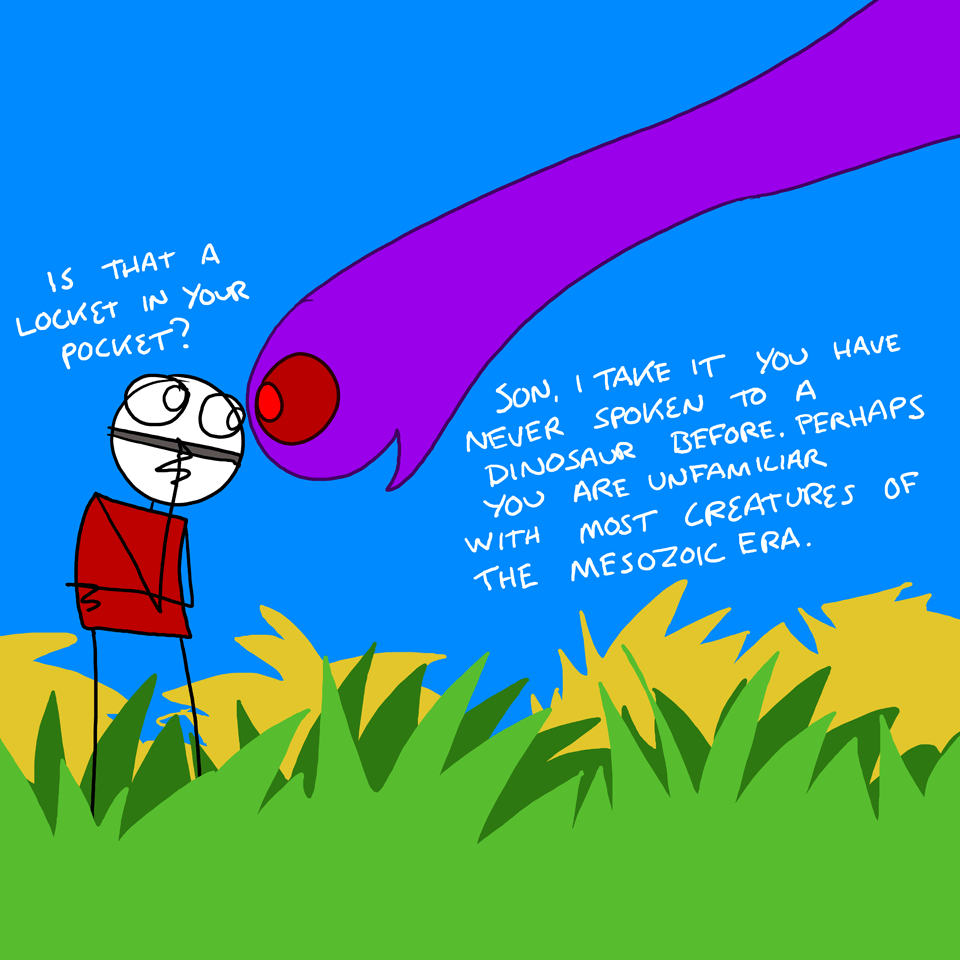 IS THAT A
LOCKET IN YOUR
POCKET?
SON, I TAKE IT YOU HAVE
NEVER SPOKEN TO A
DINOSAUR BEFORE. PERHAPS
YOU ARE UNFAMILIAR
WITH MOST CREATURES OF
THE MESOZOIC ERA.